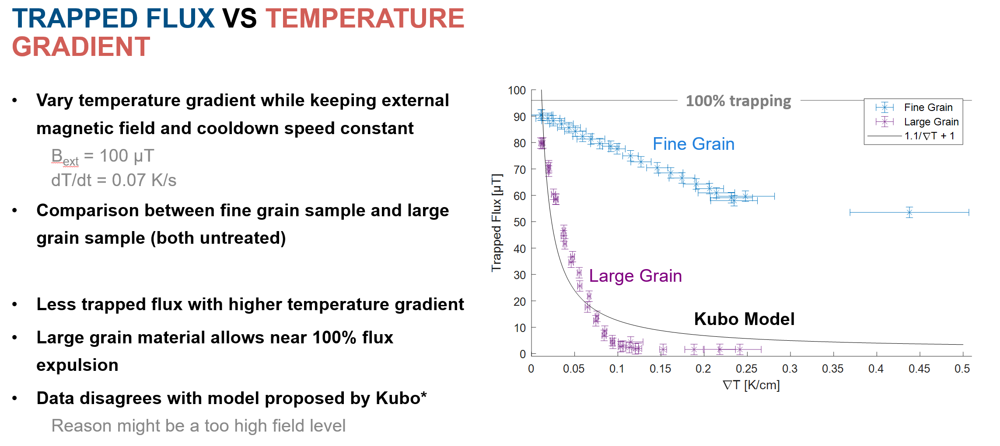 TRAPPED FLUX VS TEMPERATURE
GRADIENT
• Vary temperature gradient while keeping external
magnetic field and cooldown speed constant
Bext = 100 µT
dT/dt = 0.07 K/s
• Comparison between fine grain sample and large
grain sample (both untreated)
• Less trapped flux with higher temperature gradient
• Large grain material allows near 100% flux
expulsion
• Data disagrees with model proposed by Kubo*
Reason might be a too high field level
100
90
80
70
60
50
40
30
20
10
0
Trapped Flux [µT]
100% trapping
Fine Grain
Large Grain
1.1/∇T + 1
Fine Grain
Large Grain
Kubo Model
0 0.05 0.1 0.15 0.2 0.25 0.3 0.35 0.4 0.45 0.5
∇T [K/cm]